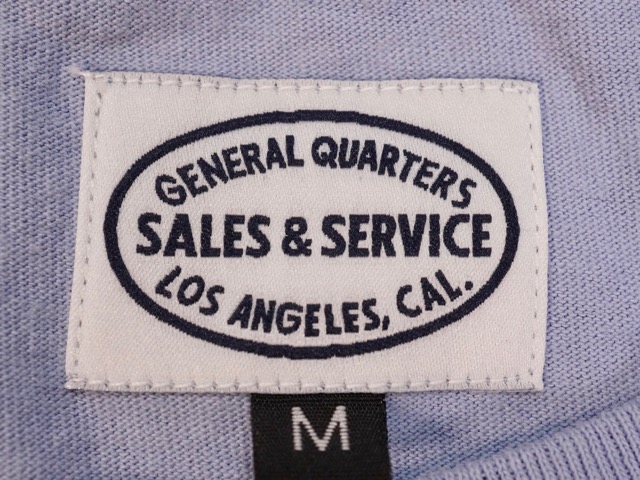 GENERAL QUARTERS
SALES & SERVICE
LOS ANGELES, CAL.
M